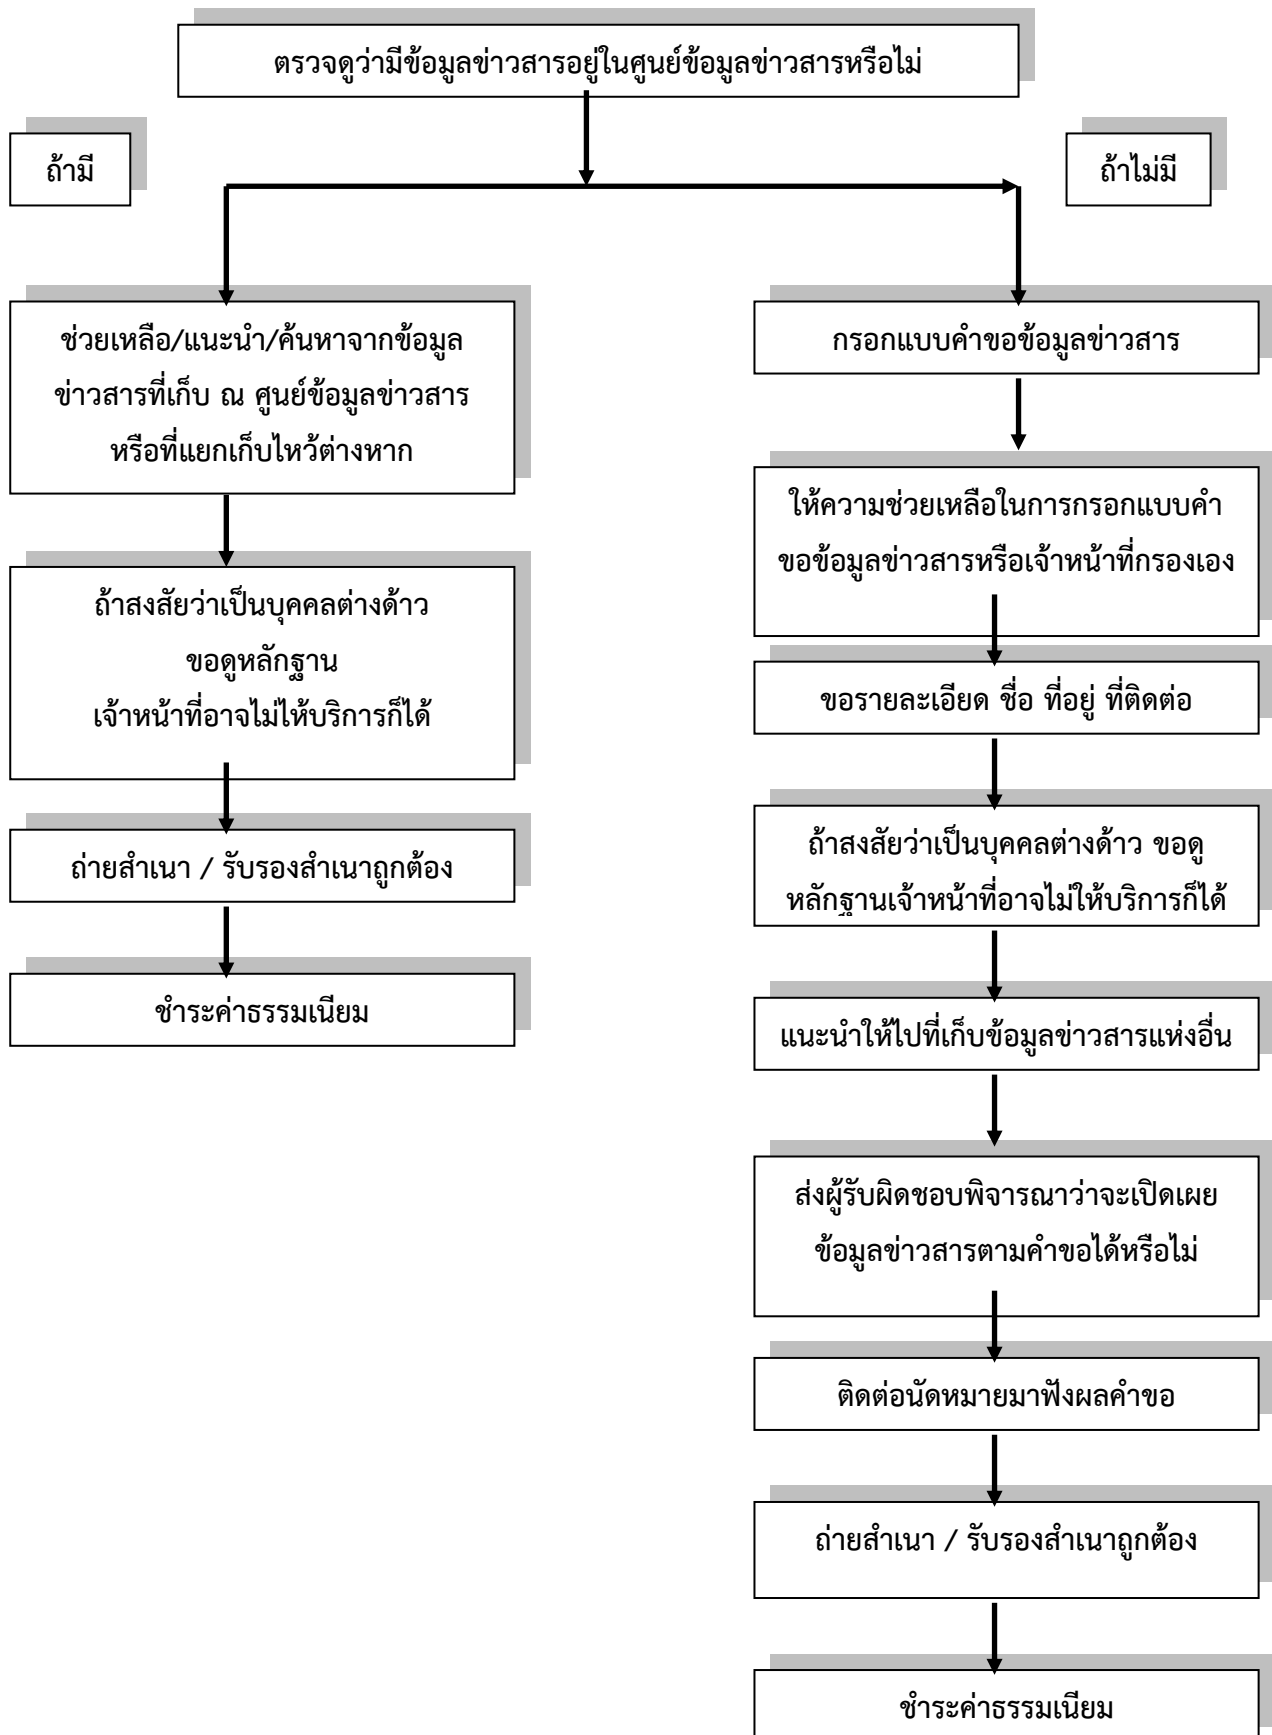 ตรวจดูว่ามีข้อมูลข่าวสารอยู่ในศูนย์ข้อมูลข่าวสารหรือไม่
ถ้ามี
ถ้าไม่มี
ช่วยเหลือ/แนะนำ/ค้นหาจากข้อมูล
ข่าวสารที่เก็บ ณ ศูนย์ข้อมูลข่าวสาร
หรือที่แยกเก็บไหว้ต่างหาก
ถ้าสงสัยว่าเป็นบุคคลต่างด้าว
ขอดูหลักฐาน
เจ้าหน้าที่อาจไม่ให้บริการก็ได้
ถ่ายสำเนา / รับรองสำเนาถูกต้อง
ชำระค่าธรรมเนียม
กรอกแบบคำขอข้อมูลข่าวสาร
ให้ความช่วยเหลือในการกรอกแบบคำ
ขอข้อมูลข่าวสารหรือเจ้าหน้าที่กรองเอง
ขอรายละเอียด ชื่อ ที่อยู่ ที่ติดต่อ
ถ้าสงสัยว่าเป็นบุคคลต่างด้าว ขอดู
หลักฐานเจ้าหน้าที่อาจไม่ให้บริการก็ได้
แนะนำให้ไปที่เก็บข้อมูลข่าวสารแห่งอื่น
ส่งผู้รับผิดชอบพิจารณาว่าจะเปิดเผย
ข้อมูลข่าวสารตามคำขอได้หรือไม่
ติดต่อนัดหมายมาฟังผลคำขอ
ถ่ายสำเนา / รับรองสำเนาถูกต้อง
ชำระค่าธรรมเนียม